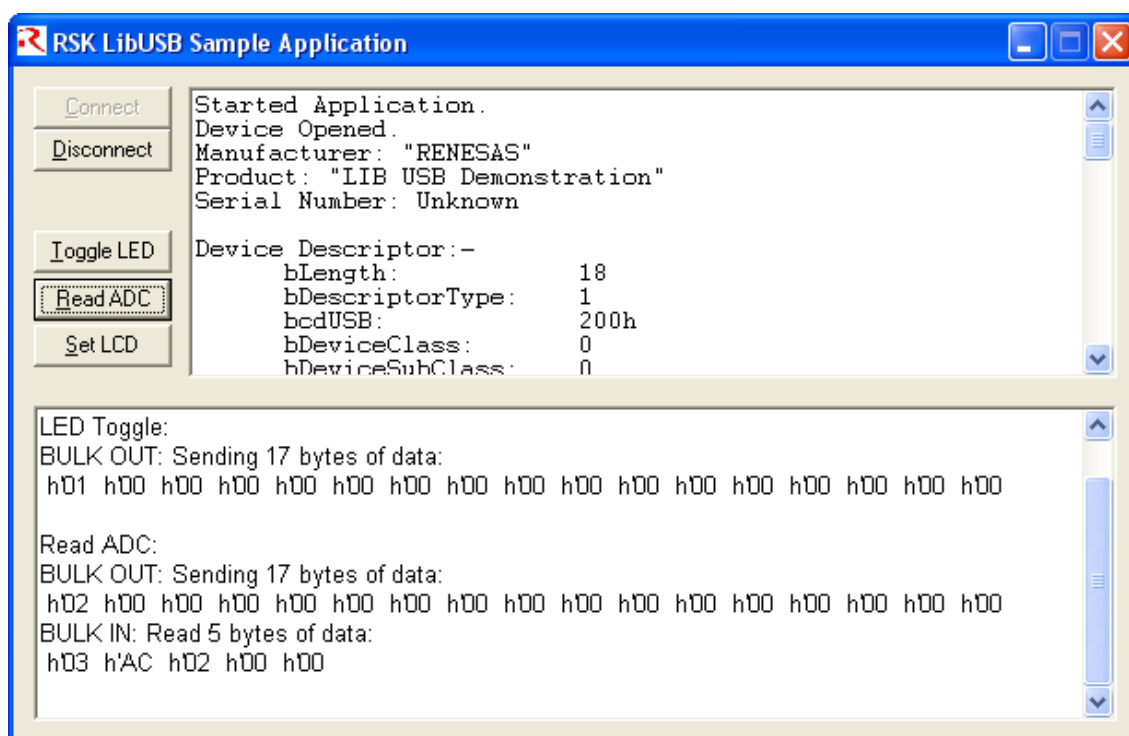 RSK LibUSB Sample Application
Connect
Disconnect
Toggle LED
Read ADC
Set LCD
Started Application.
Device Opened.
Manufacturer: "RENESAS"
Product: "LIB USB Demonstration"
Serial Number: Unknown
Device Descriptor:-
bLength: 18
bDescriptorType: 1
bcdUSB: 200h
bDeviceClass: 0
bDeviceSubClass: 0
LED Toggle:
BULK OUT: Sending 17 bytes of data:
h'01 h'00 h'00 h'00 h'00 h'00 h'00 h'00 h'00 h'00 h'00 h'00 h'00 h'00 h'00 h'00 h'00
Read ADC:
BULK OUT: Sending 17 bytes of data:
h'02 h'00 h'00 h'00 h'00 h'00 h'00 h'00 h'00 h'00 h'00 h'00 h'00 h'00 h'00 h'00 h'00
BULK IN: Read 5 bytes of data:
h'03 h'AC h'02 h'00 h'00